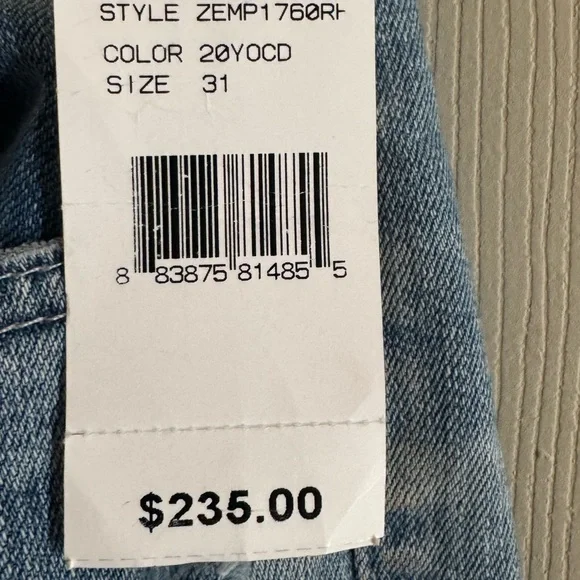 STYLE ZEMP1760RH
COLOR 20YOCD
SIZE 31
8 83875 81485 5
$235.00